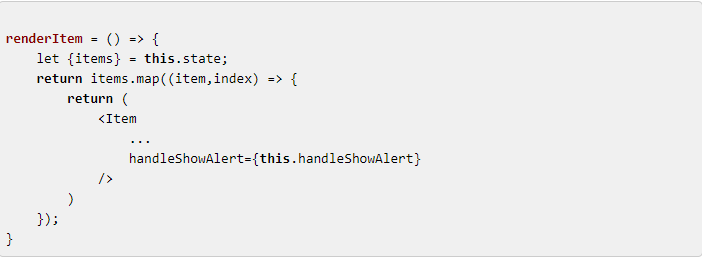 renderItem = () => {
    let {items} = this.state;
    return items.map((item,index) => {
        return (
            <Item
                ...
                handleShowAlert={this.handleShowAlert}
            />
        )
    });
}